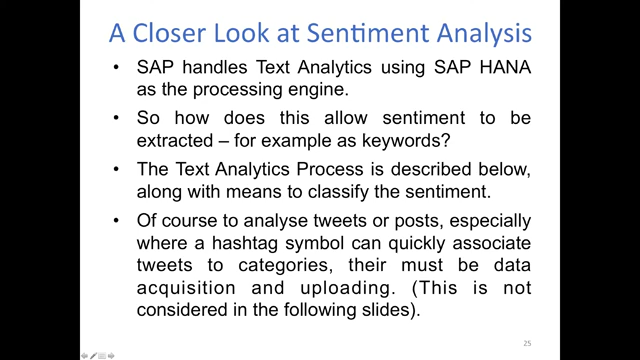 A Closer Look at Sentiment Analysis
• SAP handles Text Analytics using SAP HANA
as the processing engine.
• So how does this allow sentiment to be
extracted – for example as keywords?
• The Text Analytics Process is described below,
along with means to classify the sentiment.
• Of course to analyse tweets or posts, especially
where a hashtag symbol can quickly associate
tweets to categories, their must be data
acquisition and uploading. (This is not
considered in the following slides).
25